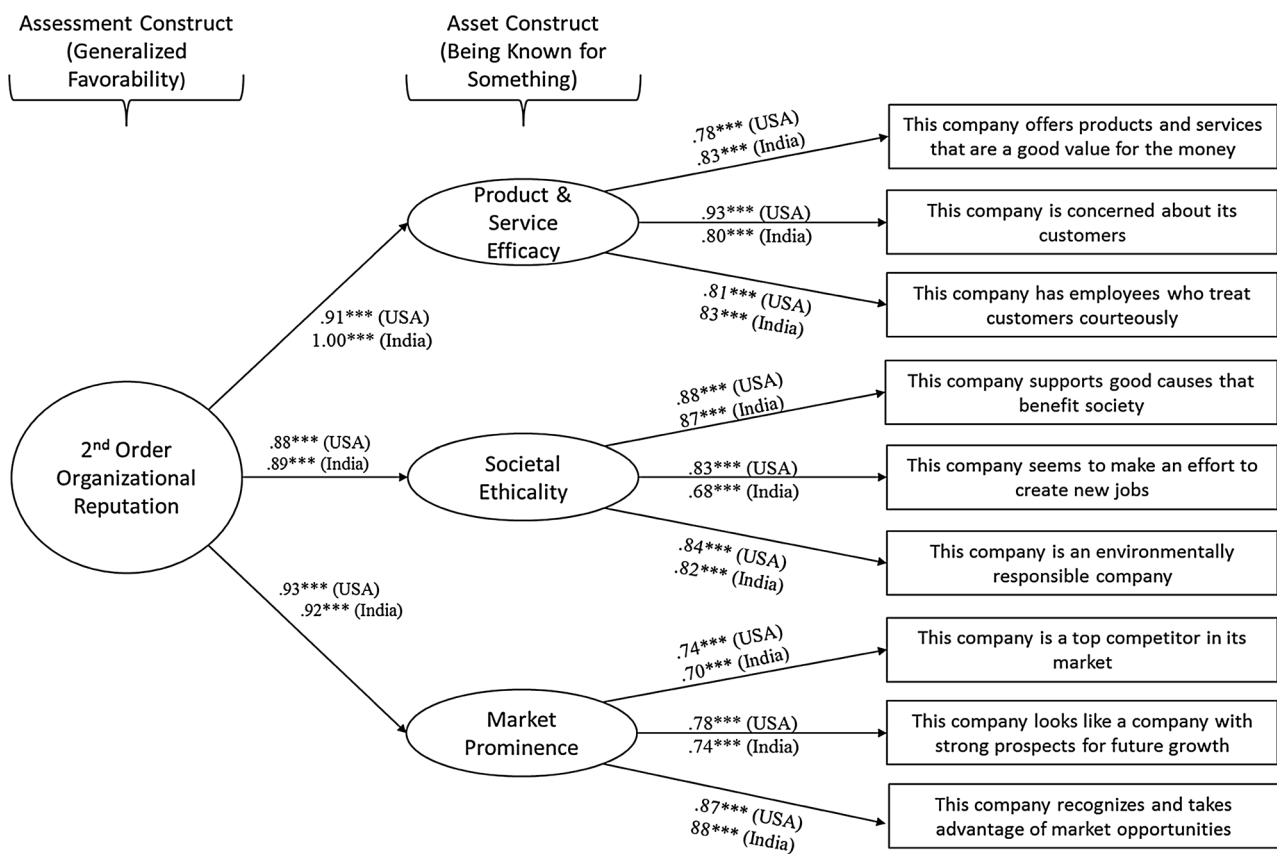 Assessment Construct
(Generalized
Favorability)
Asset Construct
(Being Known for
Something)
.78*** (USA)
.83*** (India)
This company offers products and services
that are a good value for the money
Product &
Service
Efficacy
.93*** (USA)
.80*** (India)
This company is concerned about its
customers
.81*** (USA)
83*** (India)
This company has employees who treat
customers courteously
.91*** (USA)
1.00*** (India)
.88*** (USA)
87*** (India)
This company supports good causes that
benefit society
2nd Order
Organizational
Reputation
.88*** (USA)
.89*** (India)
Societal
Ethicality
.83*** (USA)
.68*** (India)
This company seems to make an effort to
create new jobs
.84*** (USA)
.82*** (India)
This company is an environmentally
responsible company
.93*** (USA)
.92*** (India)
.74*** (USA)
.70*** (India)
This company is a top competitor in its
market
Market
Prominence
.78*** (USA)
.74*** (India)
This company looks like a company with
strong prospects for future growth
.87*** (USA)
88*** (India)
This company recognizes and takes
advantage of market opportunities